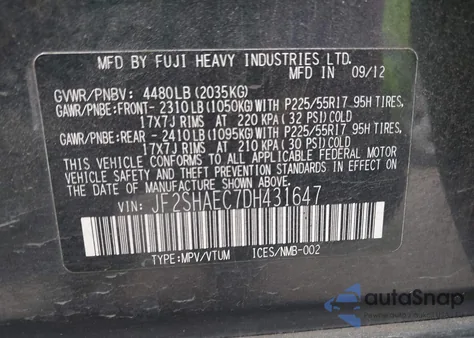 MFD BY FUJI HEAVY INDUSTRIES LTD.
MFD IN 09/12
GVWR/PNBV: 4480LB(2035KG)
GAWR/PNBE:FRONT- 2310LB(1050KG)WITH P225/55R17 95H TIRES,
17x7J RIMS AT 220 KPA(32 PSI)COLD
GAWR/PNBE:REAR - 2410LB(1095KG)WITH P225/55R17 95H TIRES,
17x7J RIMS AT 210 KPA(30 PSI)COLD
THIS VEHICLE CONFORMS TO ALL APPLICABLE FEDERAL MOTOR
VEHICLE SAFETY AND THEFT PREVENTION STANDARDS IN EFFECT
ON THE DATE OF MANUFACTURE SHOWN ABOVE.
VIN: JF2SHAEC7DH431647
TYPE:MPV/VTUM ICES/NMB-002
autoSnap